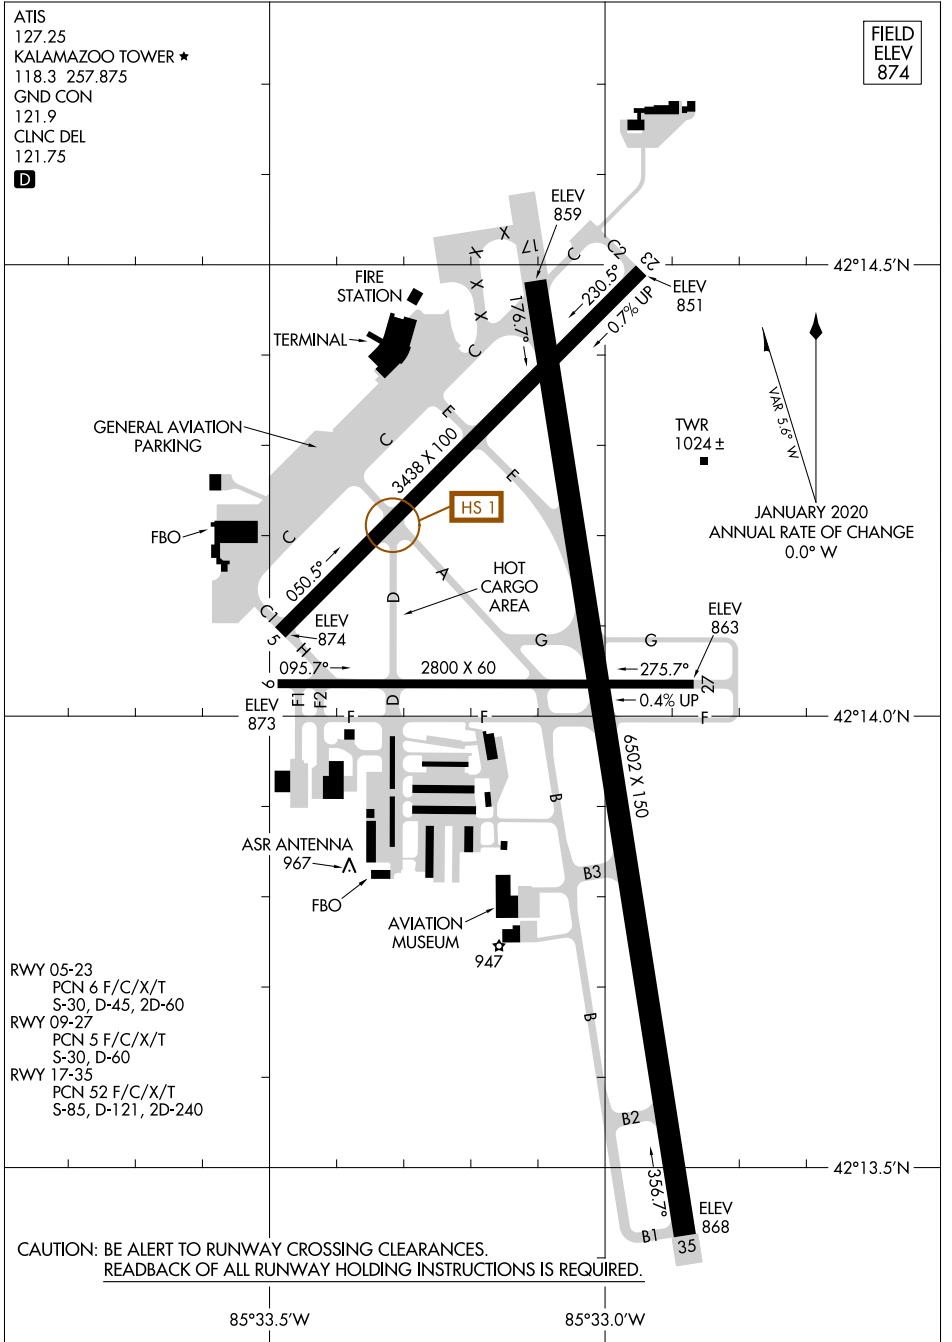 ATIS
127.25
KALAMAZOO TOWER ★
118.3 257.875
GND CON
121.9
CLNC DEL
121.75
D
FIELD
ELEV
874
ELEV
859
X
17
C
C2
23
X
42°14.5'N
FIRE
STATION
X
230.5°
ELEV
851
176.7°
0.7% UP
X
TERMINAL
C
VAR 5.6° W
E
GENERAL AVIATION
PARKING
C
3438 X 100
TWR
1024 ±
E
HS 1
JANUARY 2020
ANNUAL RATE OF CHANGE
0.0° W
FBO
C
A
HOT
CARGO
AREA
050.5°
D
C1
5
ELEV
874
ELEV
863
H
G
G
095.7°
2800 X 60
275.7°
9
27
F1
F2
D
0.4% UP
ELEV
873
F
F
F
42°14.0'N
6502 X 150
B
ASR ANTENNA
967
B3
FBO
AVIATION
MUSEUM
947
RWY 05-23
PCN 6 F/C/X/T
S-30, D-45, 2D-60
RWY 09-27
PCN 5 F/C/X/T
S-30, D-60
RWY 17-35
PCN 52 F/C/X/T
S-85, D-121, 2D-240
B
B2
42°13.5'N
356.7°
ELEV
868
B1
35
CAUTION: BE ALERT TO RUNWAY CROSSING CLEARANCES.
READBACK OF ALL RUNWAY HOLDING INSTRUCTIONS IS REQUIRED.
85°33.5'W
85°33.0'W